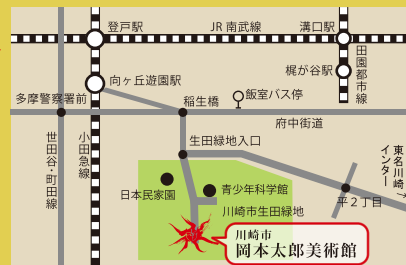 登戸駅
JR 南武線
溝口駅
田園都市線
向ヶ丘遊園駅
梶が谷駅
多摩警察署前
稲生橋
飯室バス停
府中街道
世田谷・町田線
小田急線
生田緑地入口
東名川崎インター→
日本民家園
青少年科学館
平2丁目
川崎市生田緑地
川崎市
岡本太郎美術館